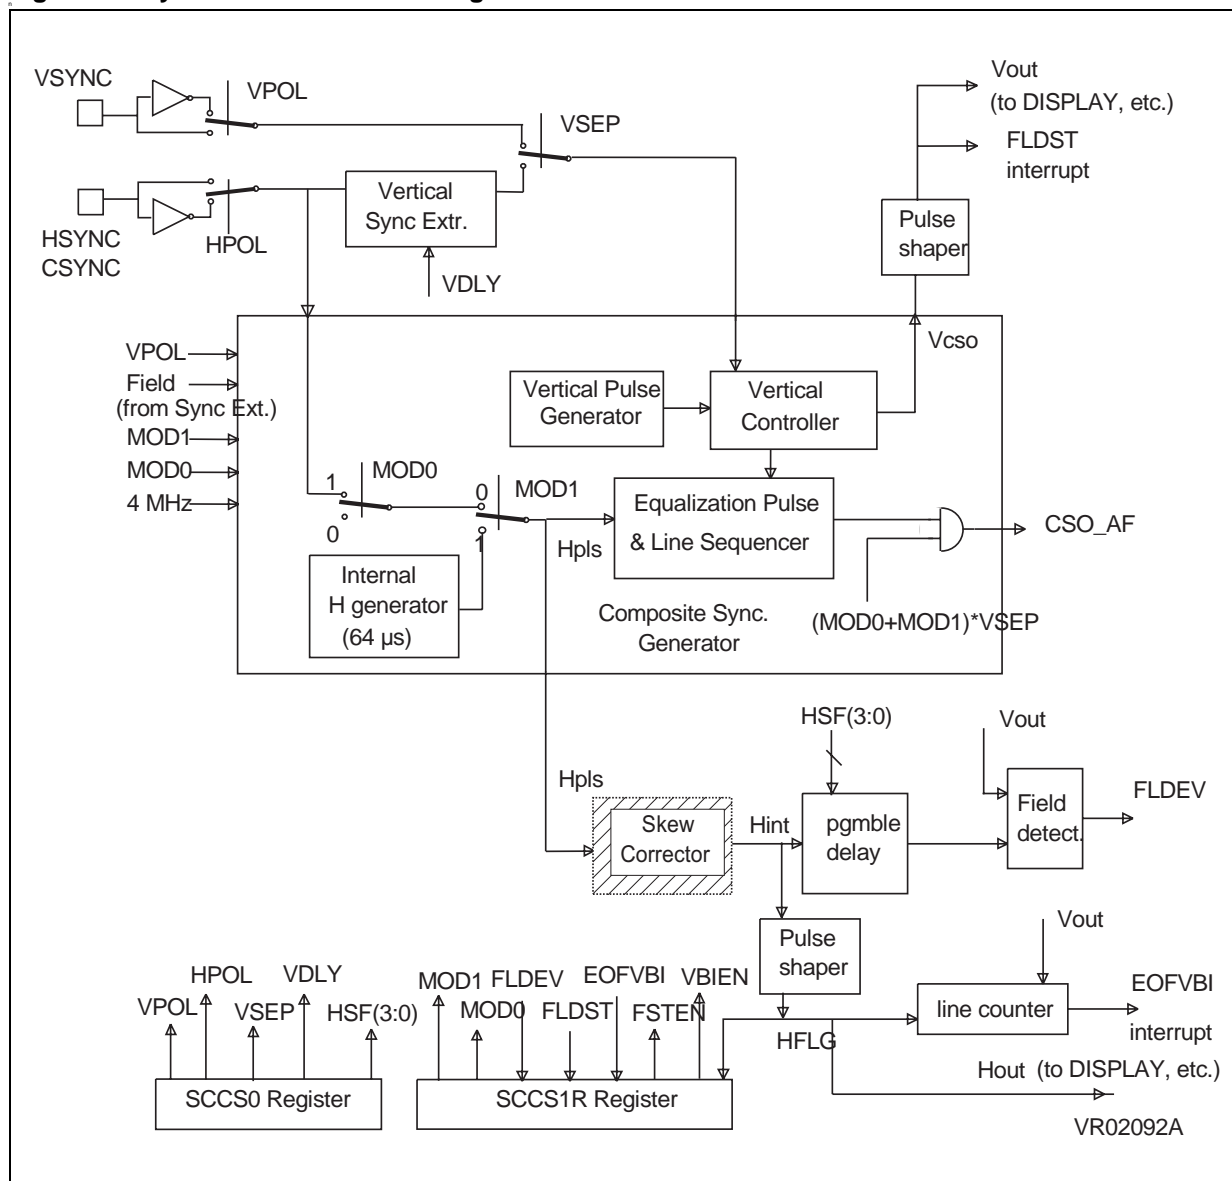 VSYNC
VPOL
VSEP
Vout
(to DISPLAY, etc.)
FLDST
interrupt
Vertical
Sync Extr.
Pulse
shaper
HSYNC
CSYNC
HPOL
VDLY
VPOL
Field
(from Sync Ext.)
MOD1
MOD0
4 MHz
Vcso
Vertical Pulse
Generator
Vertical
Controller
1
MOD0
0
0
MOD1
1
Hpls
Equalization Pulse
& Line Sequencer
CSO_AF
Internal
H generator
(64 µs)
Composite Sync.
Generator
(MOD0+MOD1)*VSEP
HSF(3:0)
Vout
Hpls
Skew
Corrector
Hint
pgmble
delay
Field
detect.
FLDEV
Pulse
shaper
Vout
HPOL
VDLY
VPOL
VSEP
HSF(3:0)
MOD1
FLDEV
EOFVBI
VBIEN
MOD0
FLDST
FSTEN
HFLG
line counter
EOFVBI
interrupt
SCCS0 Register
SCCS1R Register
Hout (to DISPLAY, etc.)
VR02092A